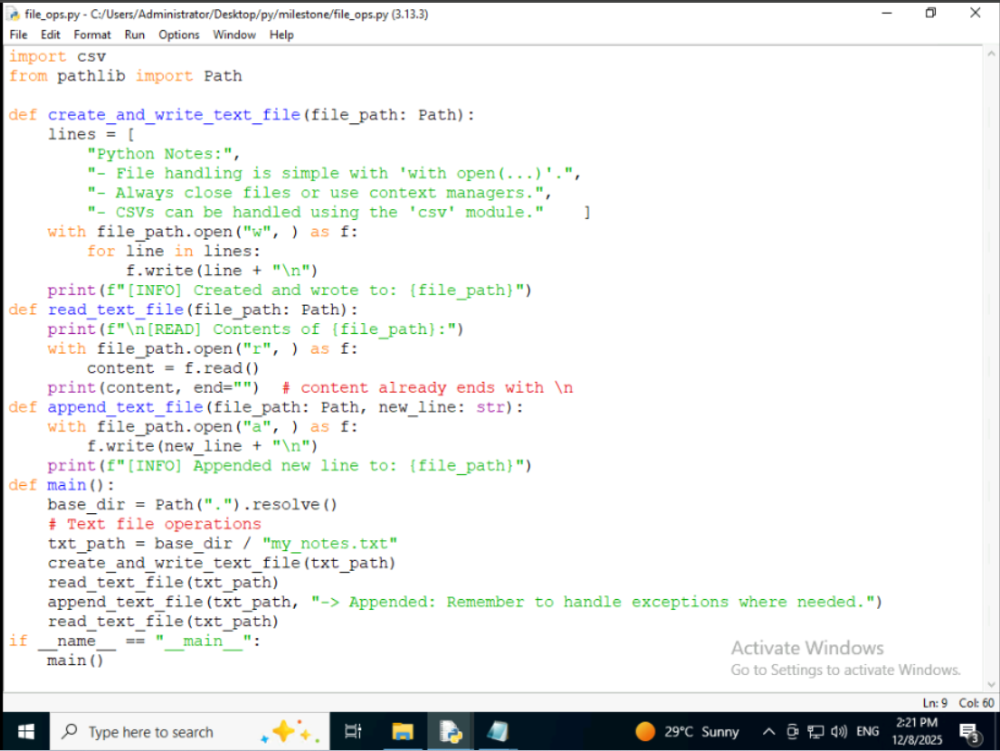 file_ops.py - C:/Users/Administrator/Desktop/py/milestone/file_ops.py (3.13.3)
File Edit Format Run Options Window Help
import csv
from pathlib import Path

def create_and_write_text_file(file_path: Path):
    lines = [
        "Python Notes:",
        "- File handling is simple with 'with open(...)'.",
        "- Always close files or use context managers.",
        "- CSVs can be handled using the 'csv' module."    ]
    with file_path.open("w", ) as f:
        for line in lines:
            f.write(line + "\n")
    print(f"[INFO] Created and wrote to: {file_path}")
def read_text_file(file_path: Path):
    print(f"\n[READ] Contents of {file_path}:")
    with file_path.open("r", ) as f:
        content = f.read()
    print(content, end="")  # content already ends with \n
def append_text_file(file_path: Path, new_line: str):
    with file_path.open("a", ) as f:
        f.write(new_line + "\n")
    print(f"[INFO] Appended new line to: {file_path}")
def main():
    base_dir = Path(".").resolve()
    # Text file operations
    txt_path = base_dir / "my_notes.txt"
    create_and_write_text_file(txt_path)
    read_text_file(txt_path)
    append_text_file(txt_path, "-> Appended: Remember to handle exceptions where needed.")
    read_text_file(txt_path)
if __name__ == "__main__":
    main()
Activate Windows
Go to Settings to activate Windows.
Ln: 9 Col: 60
Type here to search
29°C Sunny
ENG
2:21 PM
12/8/2025
3